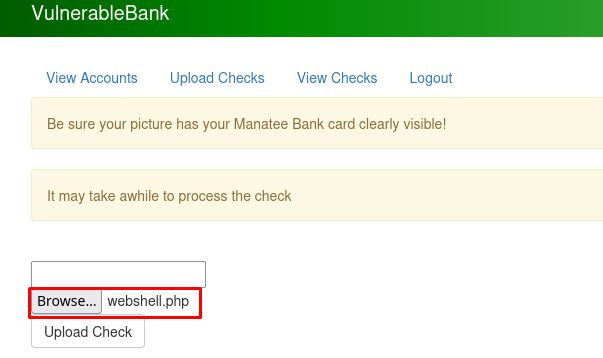 VulnerableBank
View Accounts Upload Checks View Checks Logout
Be sure your picture has your Manatee Bank card clearly visible!
It may take awhile to process the check
Browse... webshell.php
Upload Check